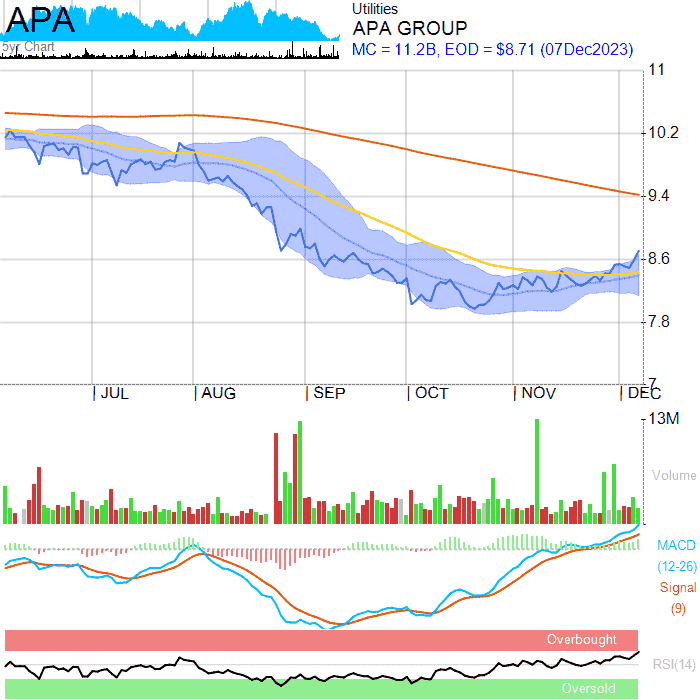 APA
5yr Chart
Utilities
APA GROUP
MC = 11.2B, EOD = $8.71 (07Dec2023)
11
10.2
9.4
8.6
7.8
7
JUL AUG SEP OCT NOV DEC
13M
Volume
MACD
(12-26)
Signal
(9)
Overbought
RSI(14)
Oversold